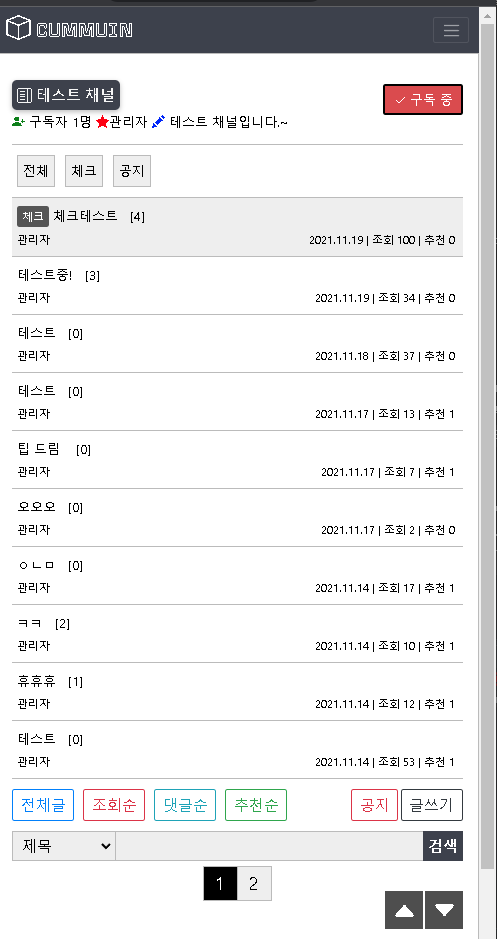 CUMMUIN
테스트 채널
구독 중
구독자 1명 관리자 테스트 채널입니다.~
전체 체크 공지
체크 체크테스트 [4]
관리자 2021.11.19 | 조회 100 | 추천 0
테스트중! [3]
관리자 2021.11.19 | 조회 34 | 추천 0
테스트 [0]
관리자 2021.11.18 | 조회 37 | 추천 0
테스트 [0]
관리자 2021.11.17 | 조회 13 | 추천 1
팁 드림 [0]
관리자 2021.11.17 | 조회 7 | 추천 1
오오오 [0]
관리자 2021.11.17 | 조회 2 | 추천 0
ㅇㄴㅁ [0]
관리자 2021.11.14 | 조회 17 | 추천 1
ㅋㅋ [2]
관리자 2021.11.14 | 조회 10 | 추천 1
휴휴휴 [1]
관리자 2021.11.14 | 조회 12 | 추천 1
테스트 [0]
관리자 2021.11.14 | 조회 53 | 추천 1
전체글 조회순 댓글순 추천순 공지 글쓰기
제목 검색
1 2